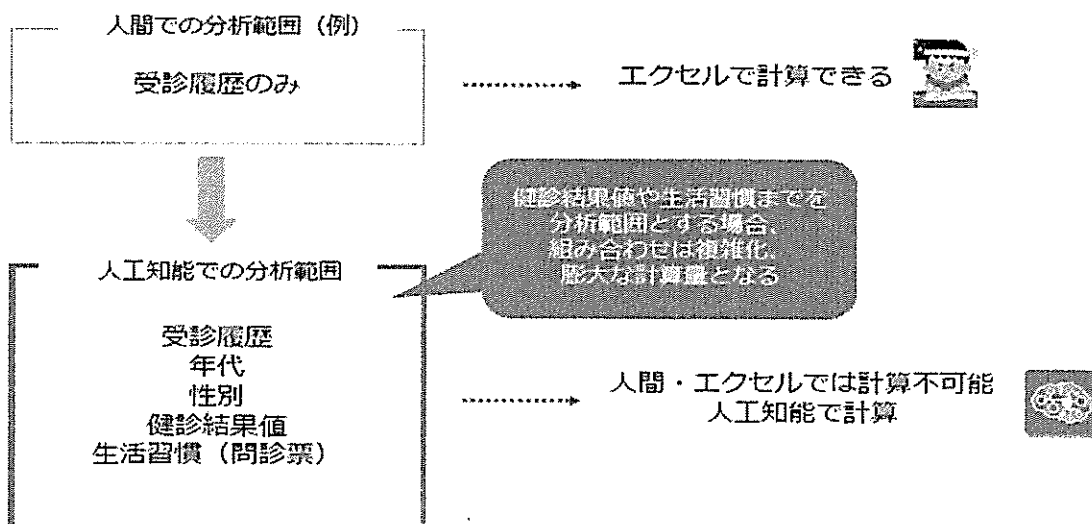 人間での分析範囲（例）
受診履歴のみ
エクセルで計算できる
健診結果値や生活習慣までを
分析範囲とする場合、
組み合わせは複雑化、
膨大な計算量となる
人工知能での分析範囲
受診履歴
年代
性別
健診結果値
生活習慣（問診票）
人間・エクセルでは計算不可能
人工知能で計算